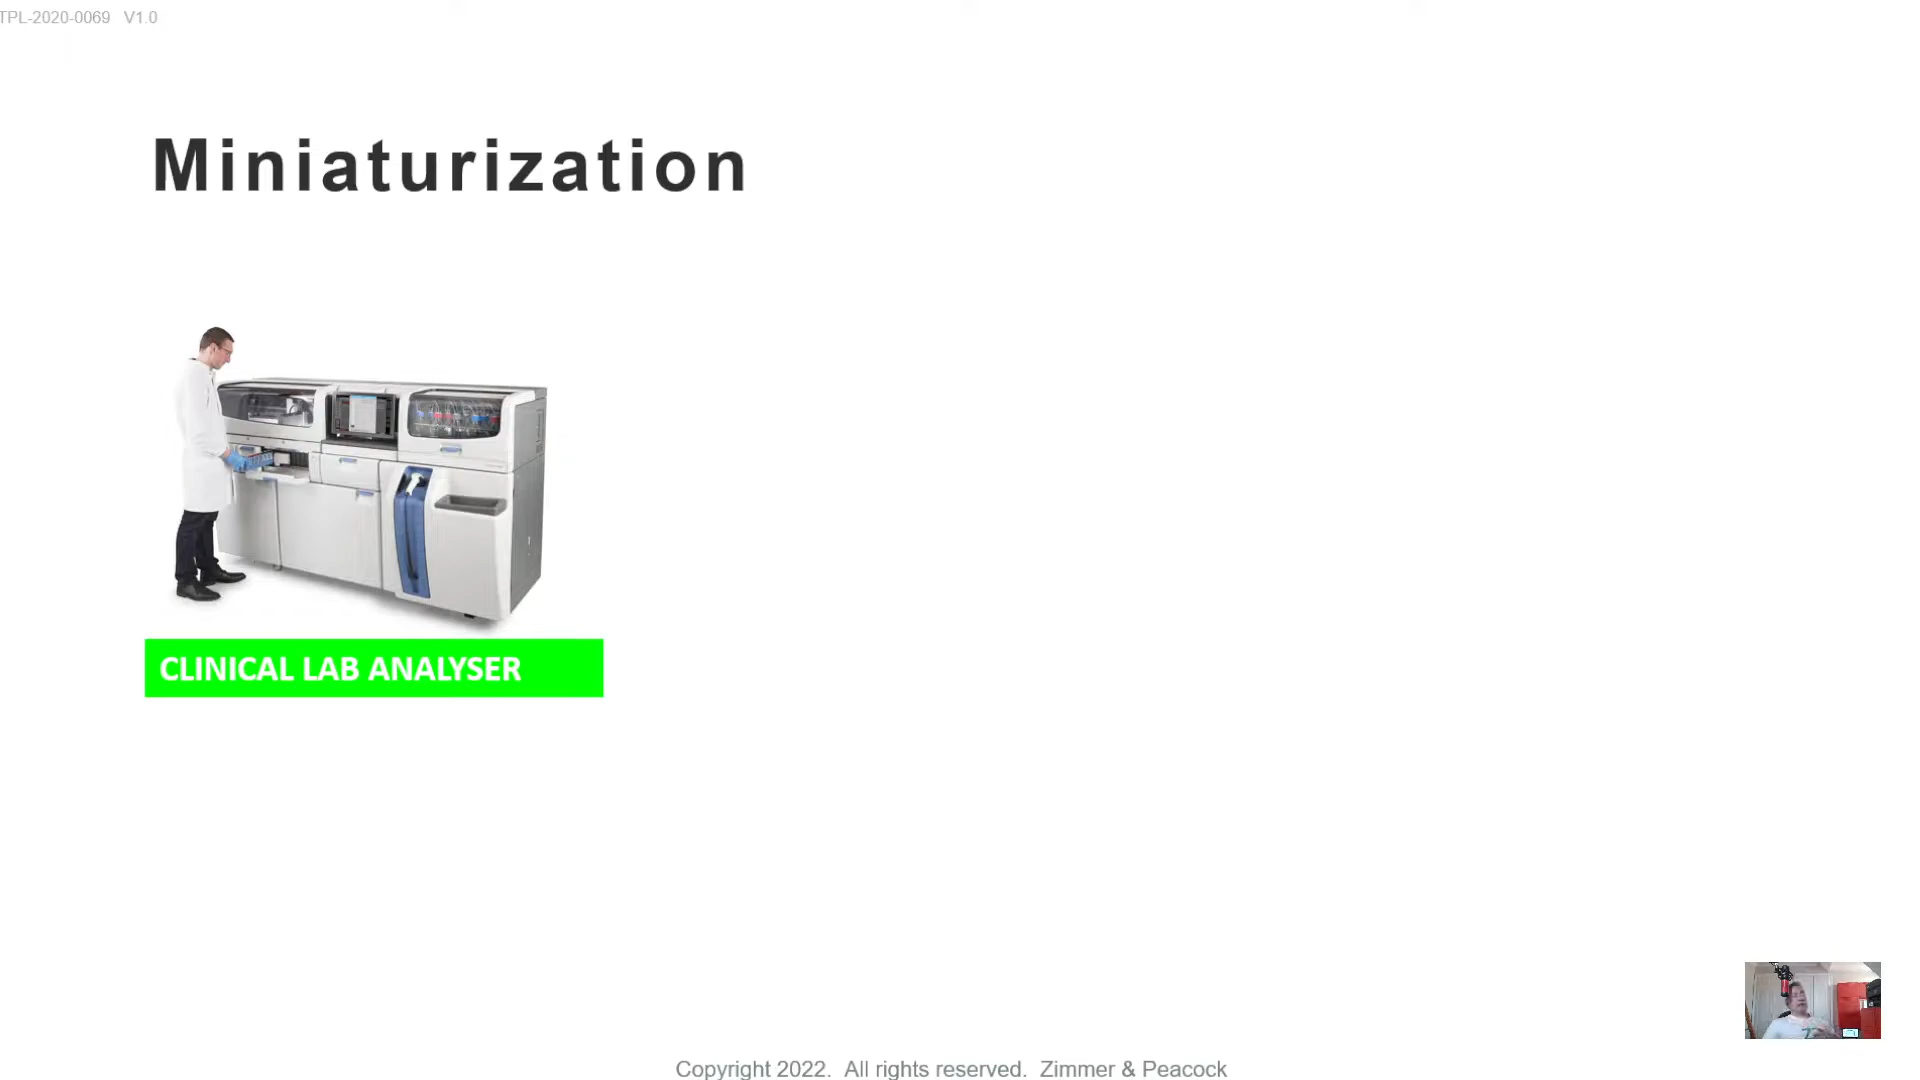 TPL-2020-0069 V1.0
Miniaturization
CLINICAL LAB ANALYSER
Copyright 2022. All rights reserved. Zimmer & Peacock